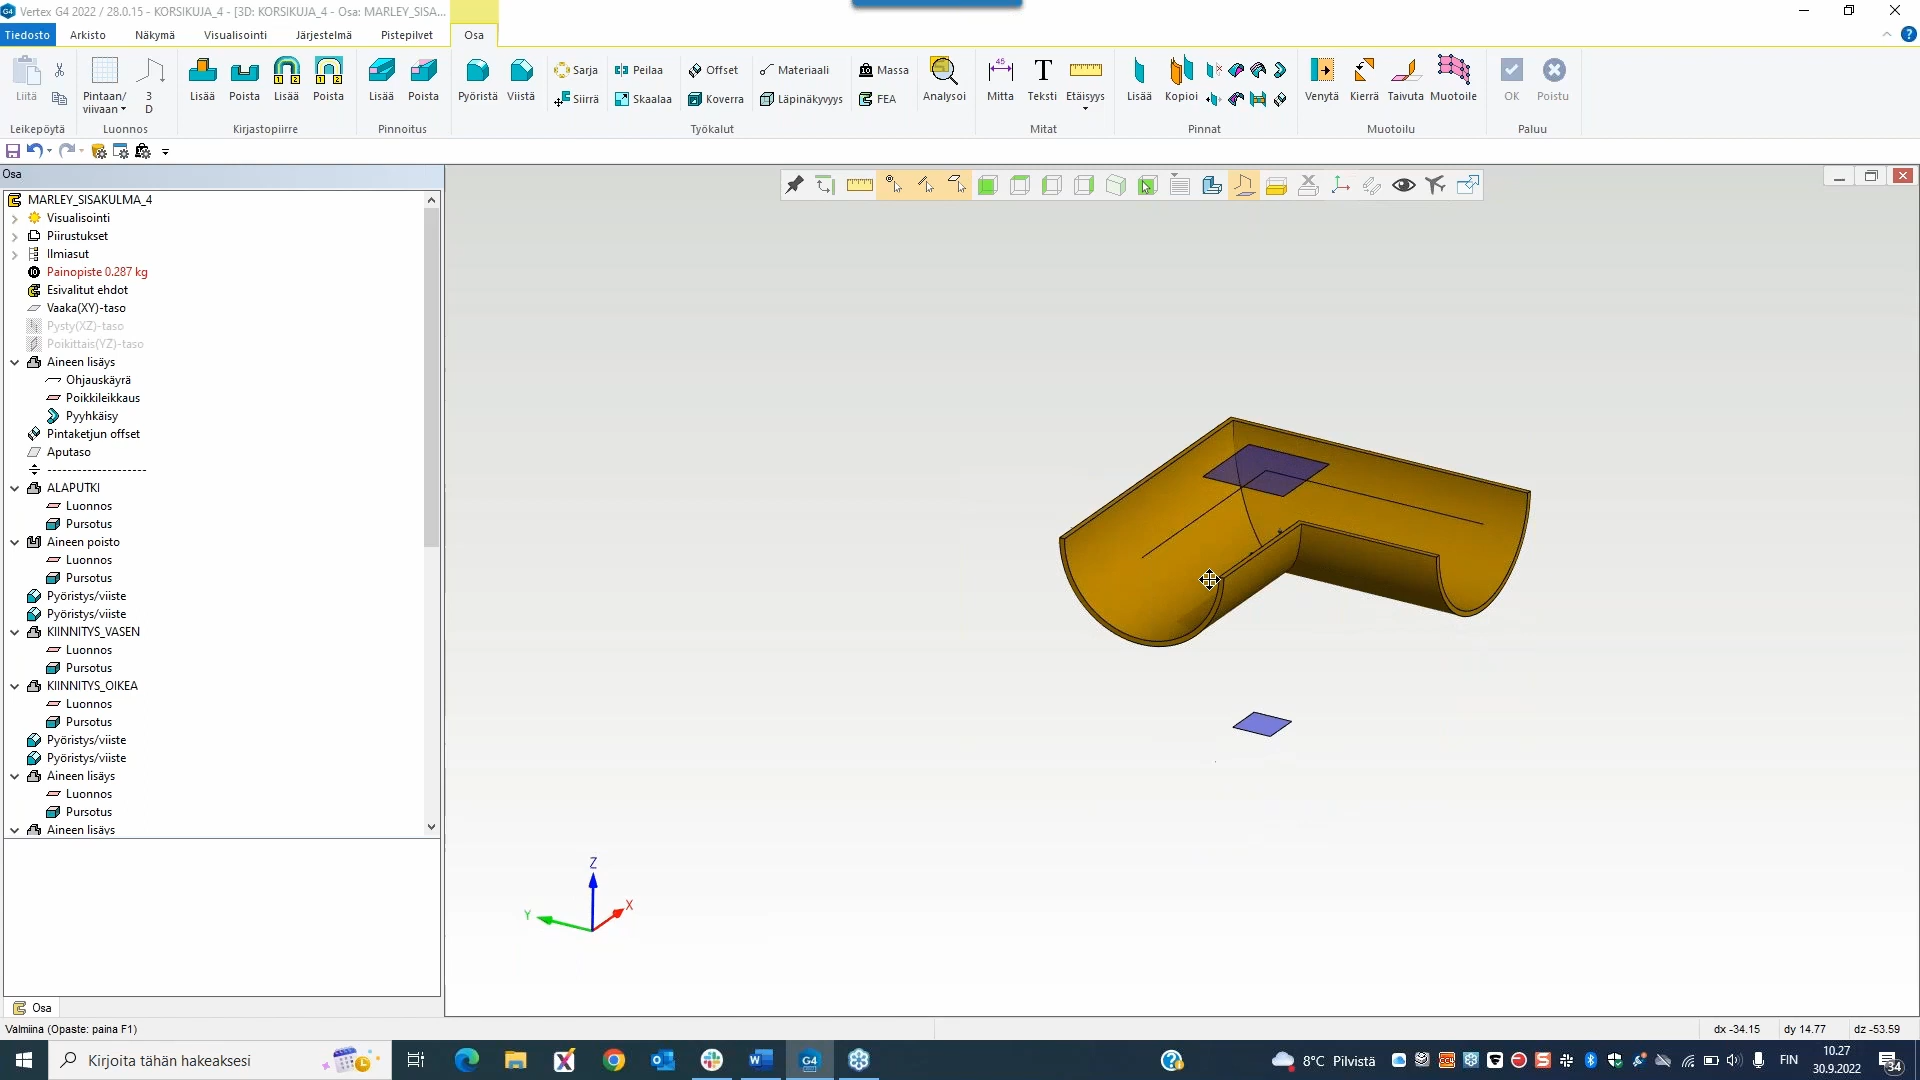 Vertex G4 2022 / 28.0.15 - KORSIKUJA_4 - [3D: KORSIKUJA_4 - Osa: MARLEY_SISA...
Tiedosto Arkisto Näkymä Visualisointi Järjestelmä Pistepilvet Osa
Liitä Pintaan/ viivaan 3 D Lisää Poista Lisää Poista Lisää Poista Pyöristä Viistä
Sarja Peilaa Offset Materiaali Massa
Siirrä Skaalaa Koverra Läpinäkyvyys FEA
Analysoi Mitta Teksti Etäisyys Lisää Kopioi Venytä Kierrä Taivuta Muotoile OK Poistu
Leikepöytä Luonnos Kirjastopiirre Pinnoitus Työkalut Mitat Pinnat Muotoilu Paluu
Osa
MARLEY_SISAKULMA_4
Visualisointi
Piirustukset
Ilmiasut
Painopiste 0.287 kg
Esivalitut ehdot
Vaaka(XY)-taso
Pysty(XZ)-taso
Poikittais(YZ)-taso
Aineen lisäys
Ohjauskäyrä
Poikkileikkaus
Pyyhkäisy
Pintaketjun offset
Aputaso
--------------------
ALAPUTKI
Luonnos
Pursotus
Aineen poisto
Luonnos
Pursotus
Pyöristys/viiste
Pyöristys/viiste
KIINNITYS_VASEN
Luonnos
Pursotus
KIINNITYS_OIKEA
Luonnos
Pursotus
Pyöristys/viiste
Pyöristys/viiste
Aineen lisäys
Luonnos
Pursotus
Aineen lisäys
Z
Y
X
Osa
Valmiina (Opaste: paina F1)
dx -34.15 dy 14.77 dz -53.59
Kirjoita tähän hakeaksesi
G4
8°C Pilvistä
FIN
10.27
30.9.2022
34